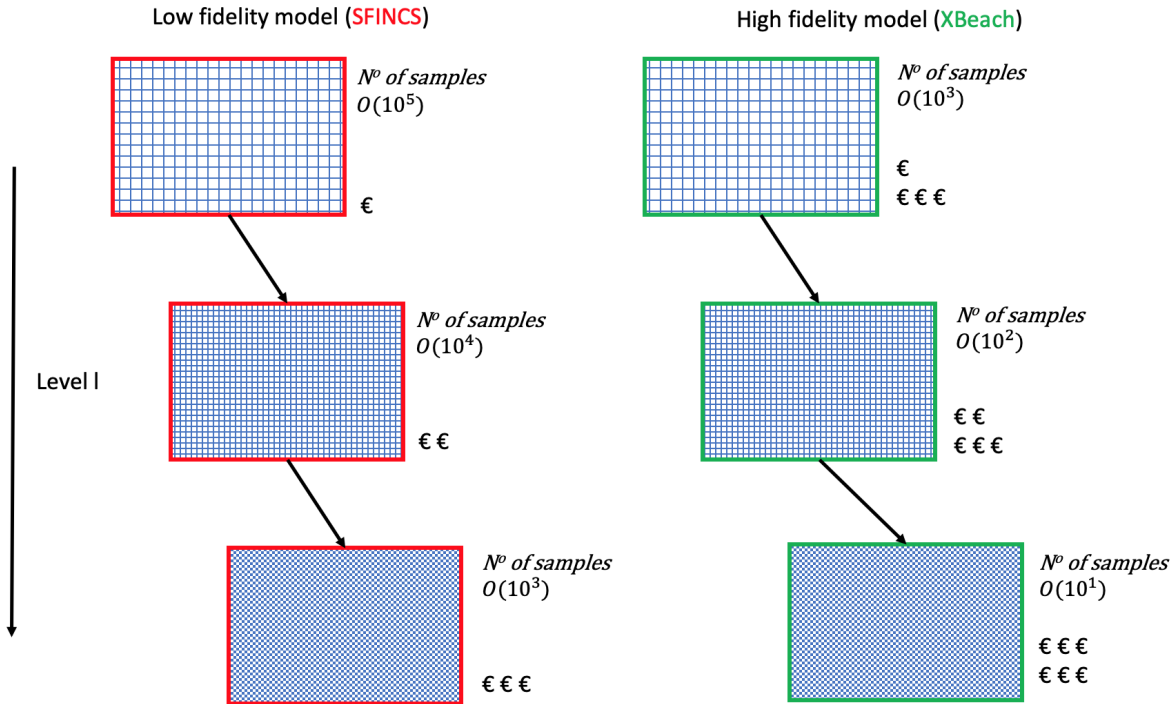 Low fidelity model (SFINCS)
Nº of samples
O(10⁵)
€
Nº of samples
O(10⁴)
€ €
Nº of samples
O(10³)
€ € €
Level l
High fidelity model (XBeach)
Nº of samples
O(10³)
€
€ € €
Nº of samples
O(10²)
€ €
€ € €
Nº of samples
O(10¹)
€ € €
€ € €